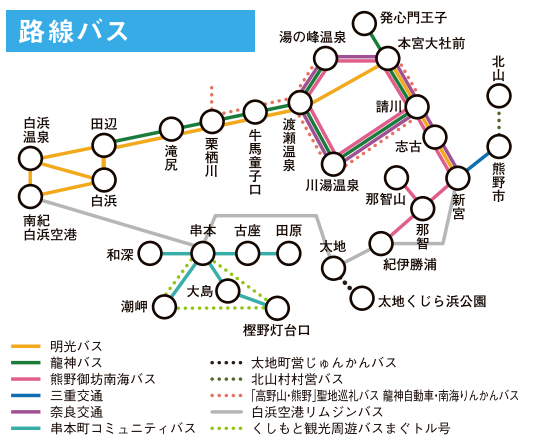 路線バス
発心門王子
湯の峰温泉
本宮大社前
北山
白浜
温泉
田辺
滝尻
栗栖川
牛馬童子口
渡瀬温泉
請川
志古
熊野市
川湯温泉
那智山
新宮
白浜
南紀
白浜空港
串本
古座
田原
太地
那智
和深
紀伊勝浦
大島
潮岬
樫野灯台口
太地くじら浜公園
明光バス
龍神バス
熊野御坊南海バス
三重交通
奈良交通
串本町コミュニティバス
太地町営じゅんかんバス
北山村村営バス
「高野山・熊野」聖地巡礼バス 龍神自動車・南海りんかんバス
白浜空港リムジンバス
くしもと観光周遊バスまぐトル号